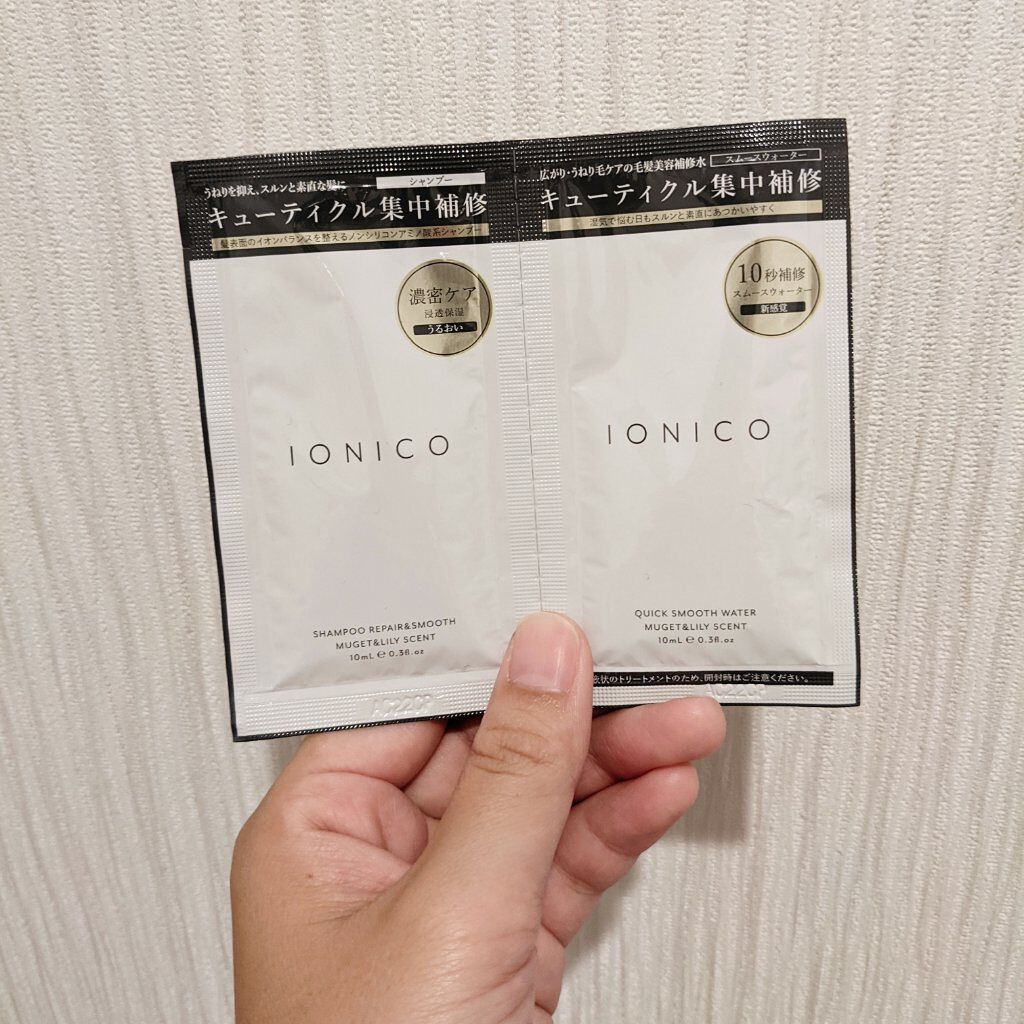 うねりを抑え、スルンと素直な髪に
シャンプー
キューティクル集中補修
髪表面のイオンバランスを整えるノンシリコンアミノ酸系シャンプー
濃密ケア
浸透保湿
うるおい
IONICO
SHAMPOO REPAIR&SMOOTH
MUGET&LILY SCENT
10mL ℮ 0.3fl.oz
広がり・うねり毛ケアの毛髪美容補修水
スムースウォーター
キューティクル集中補修
湿気で悩む日もスルンと素直にあつかいやすく
10秒補修
スムースウォーター
新感覚
IONICO
QUICK SMOOTH WATER
MUGET&LILY SCENT
10mL ℮ 0.3fl.oz
液状のトリートメントのため、開封時はご注意ください。